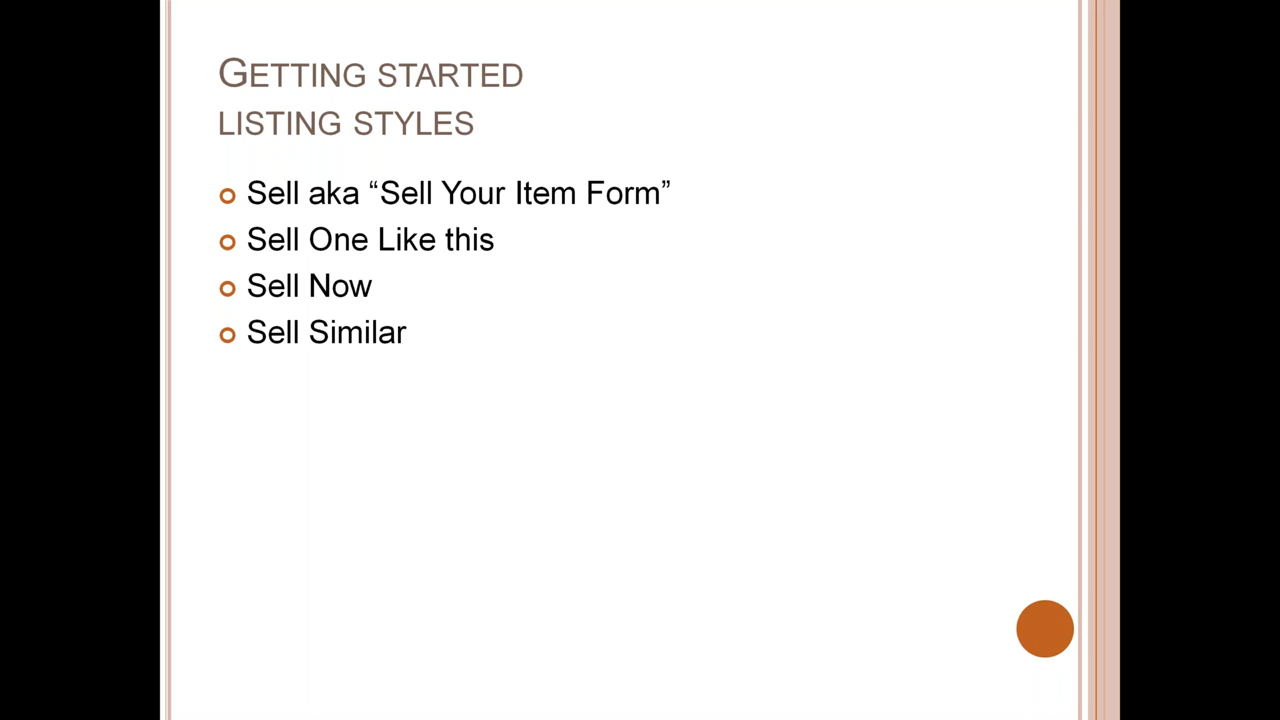 GETTING STARTED
LISTING STYLES
Sell aka “Sell Your Item Form”
Sell One Like this
Sell Now
Sell Similar